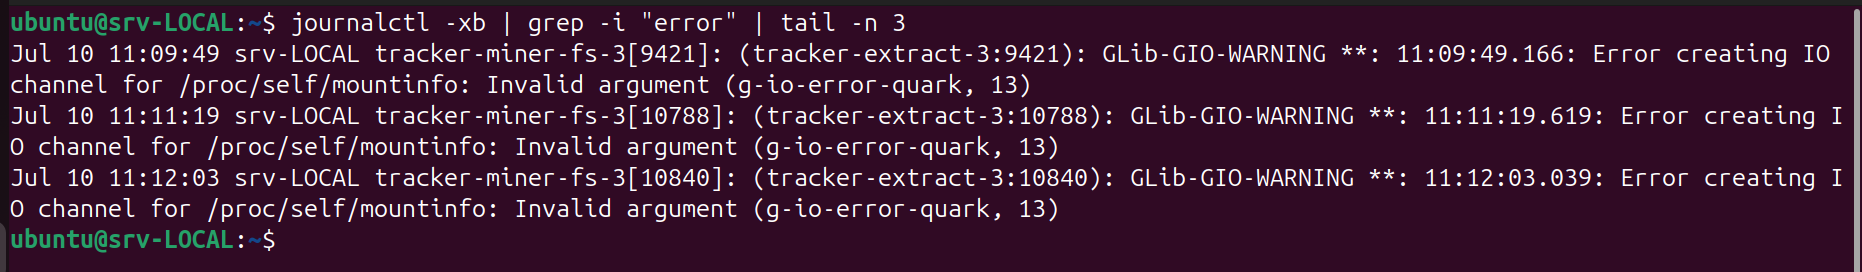 ubuntu@srv-LOCAL:~$ journalctl -xb | grep -i "error" | tail -n 3
Jul 10 11:09:49 srv-LOCAL tracker-miner-fs-3[9421]: (tracker-extract-3:9421): GLib-GIO-WARNING **: 11:09:49.166: Error creating IO
channel for /proc/self/mountinfo: Invalid argument (g-io-error-quark, 13)
Jul 10 11:11:19 srv-LOCAL tracker-miner-fs-3[10788]: (tracker-extract-3:10788): GLib-GIO-WARNING **: 11:11:19.619: Error creating I
O channel for /proc/self/mountinfo: Invalid argument (g-io-error-quark, 13)
Jul 10 11:12:03 srv-LOCAL tracker-miner-fs-3[10840]: (tracker-extract-3:10840): GLib-GIO-WARNING **: 11:12:03.039: Error creating I
O channel for /proc/self/mountinfo: Invalid argument (g-io-error-quark, 13)
ubuntu@srv-LOCAL:~$